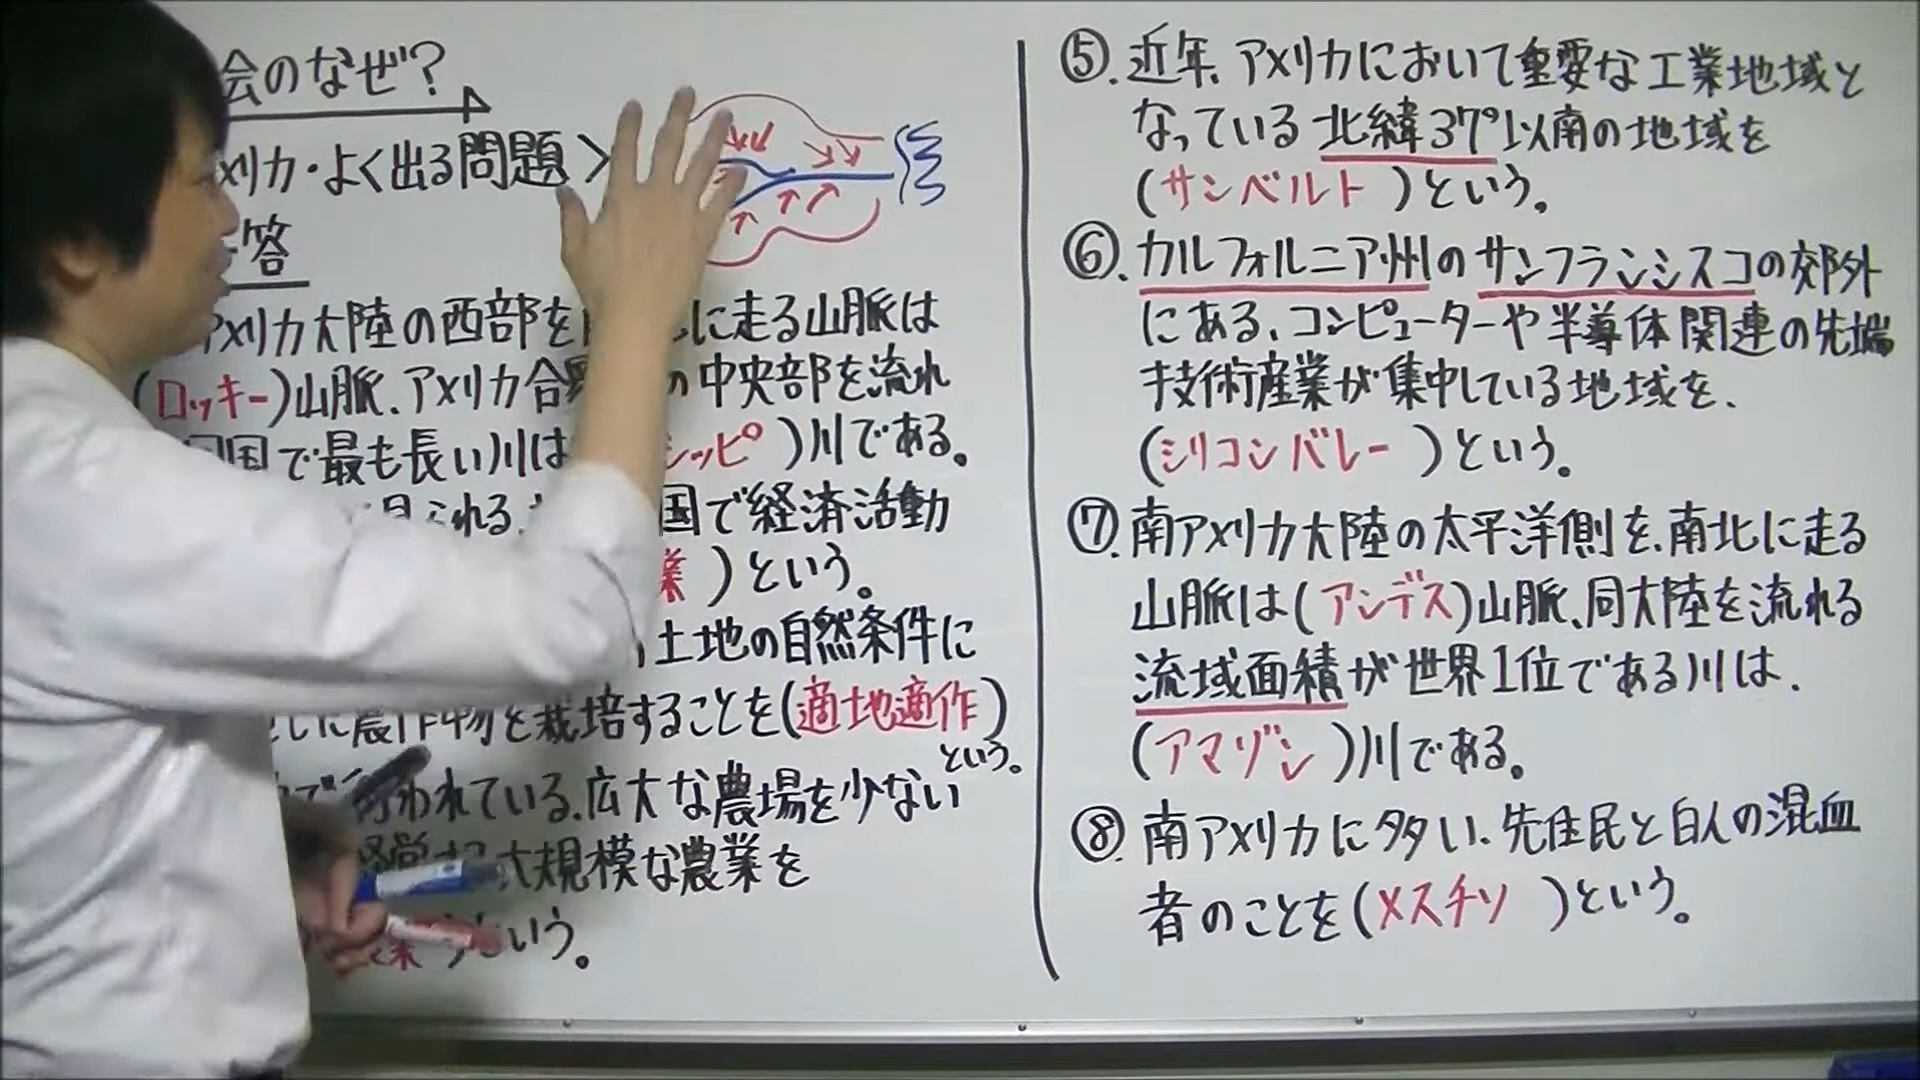 会のなぜ?
メリカ・よく出る問題>
答
アメリカ大陸の西部を に走る山脈は
(ロッキー)山脈、アメリカ合 の中央部を流れ
国で最も長い川は シッピ )川である。
られる、 国で経済活動
業 )という。
土地の自然条件に
農作物を栽培することを(適地適作)
という。
で行われている、広大な農場を少ない
経営する大規模な農業を
という。
⑤. 近年、アメリカにおいて重要な工業地域と
なっている北緯37°以南の地域を
(サンベルト )という。
⑥. カルフォルニア州のサンフランシスコの郊外
にある、コンピューターや半導体関連の先端
技術産業が集中している地域を、
(シリコンバレー )という。
⑦. 南アメリカ大陸の太平洋側を、南北に走る
山脈は(アンデス)山脈、同大陸を流れる
流域面積が世界1位である川は、
(アマゾン )川である。
⑧. 南アメリカに多い、先住民と白人の混血
者のことを(メスチソ )という。